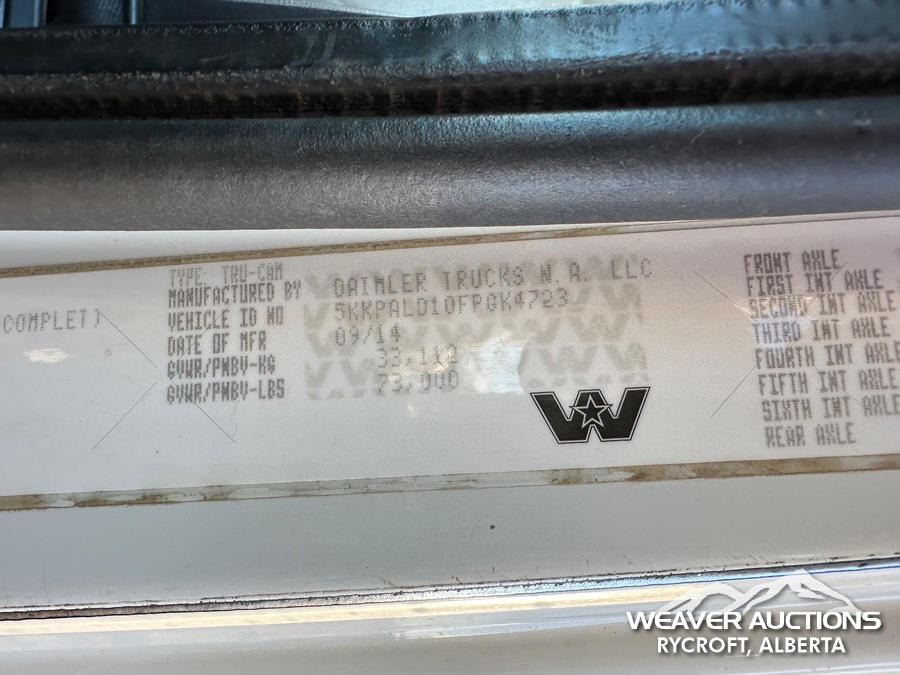 (COMPLET)
TYPE: TRU-CAM
MANUFACTURED BY DAIMLER TRUCKS N.A. LLC
VEHICLE ID NO 5KKPALD10FPGK4723
DATE OF MFR 09/14
GVWR/PNBV-KG 33,112
GVWR/PNBV-LBS 73,000
FRONT AXLE
FIRST INT AXLE
SECOND INT AXLE
THIRD INT AXLE
FOURTH INT AXLE
FIFTH INT AXLE
SIXTH INT AXLE
REAR AXLE
WEAVER AUCTIONS
RYCROFT, ALBERTA